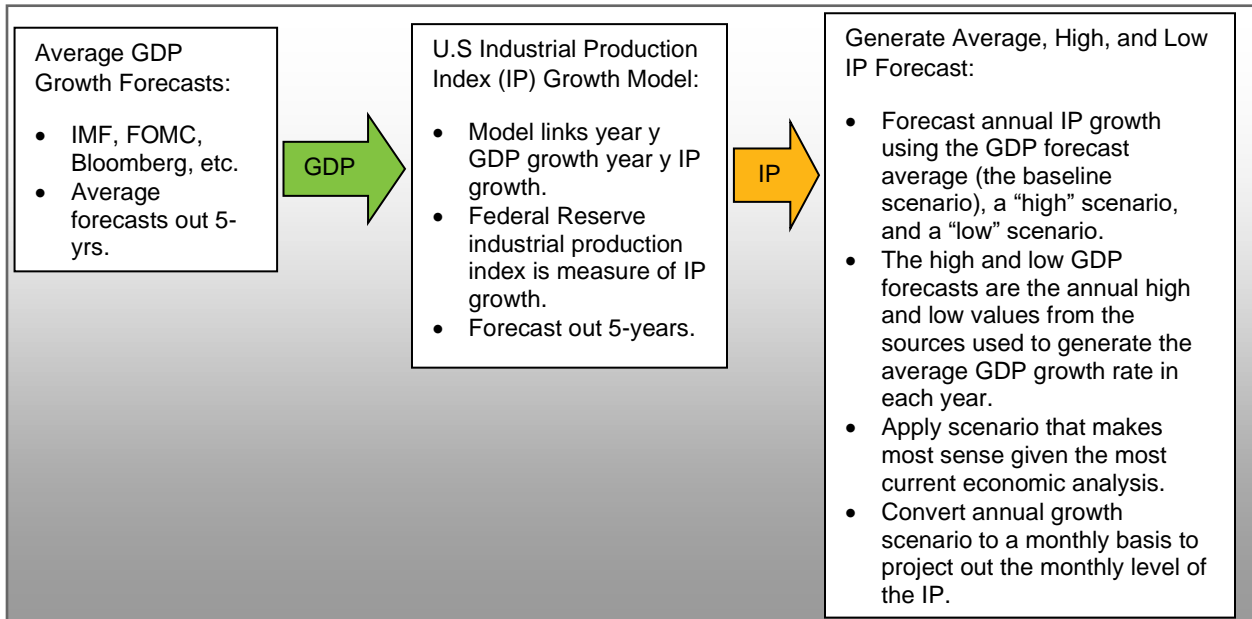 Average GDP
Growth Forecasts:
• IMF, FOMC,
Bloomberg, etc.
• Average
forecasts out 5-
yrs.
GDP
U.S Industrial Production
Index (IP) Growth Model:
• Model links year y
GDP growth year y IP
growth.
• Federal Reserve
industrial production
index is measure of IP
growth.
• Forecast out 5-years.
IP
Generate Average, High, and Low
IP Forecast:
• Forecast annual IP growth
using the GDP forecast
average (the baseline
scenario), a “high” scenario,
and a “low” scenario.
• The high and low GDP
forecasts are the annual high
and low values from the
sources used to generate the
average GDP growth rate in
each year.
• Apply scenario that makes
most sense given the most
current economic analysis.
• Convert annual growth
scenario to a monthly basis to
project out the monthly level of
the IP.